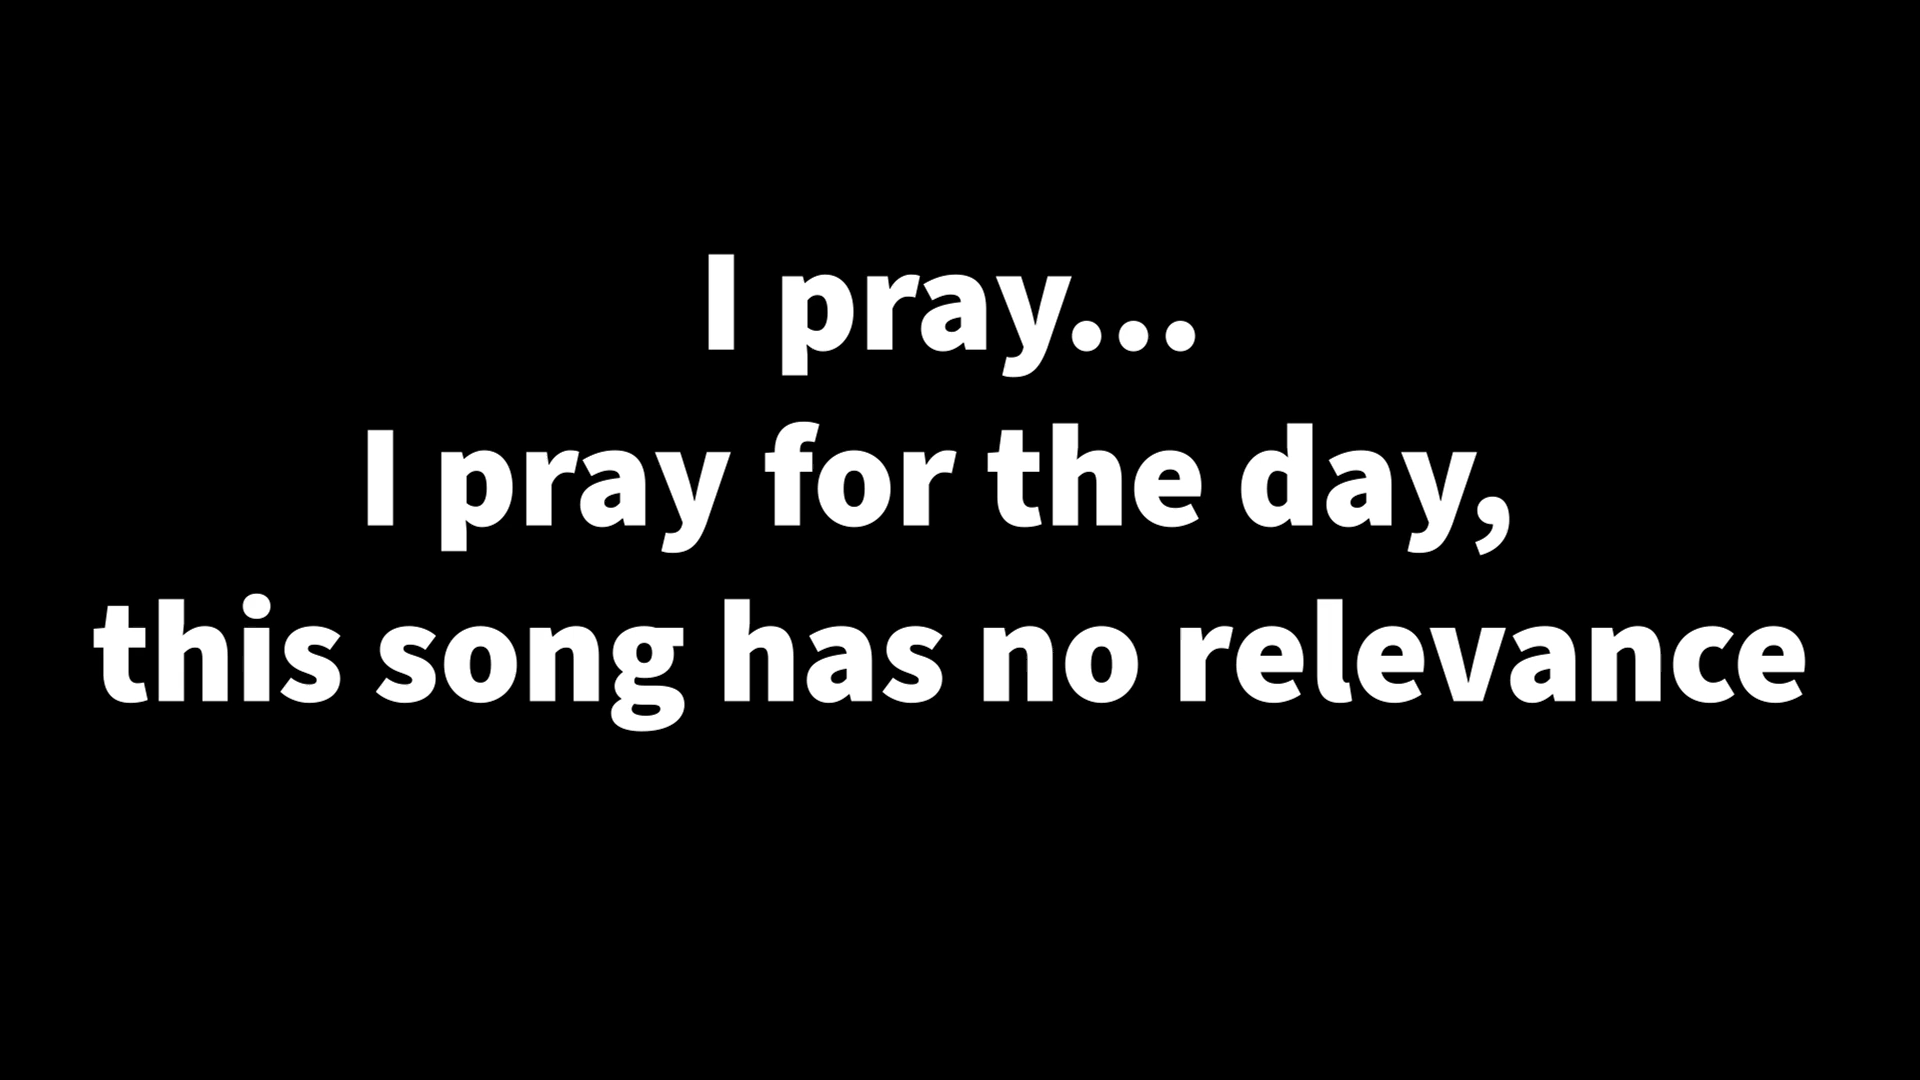 I pray...
I pray for the day,
this song has no relevance